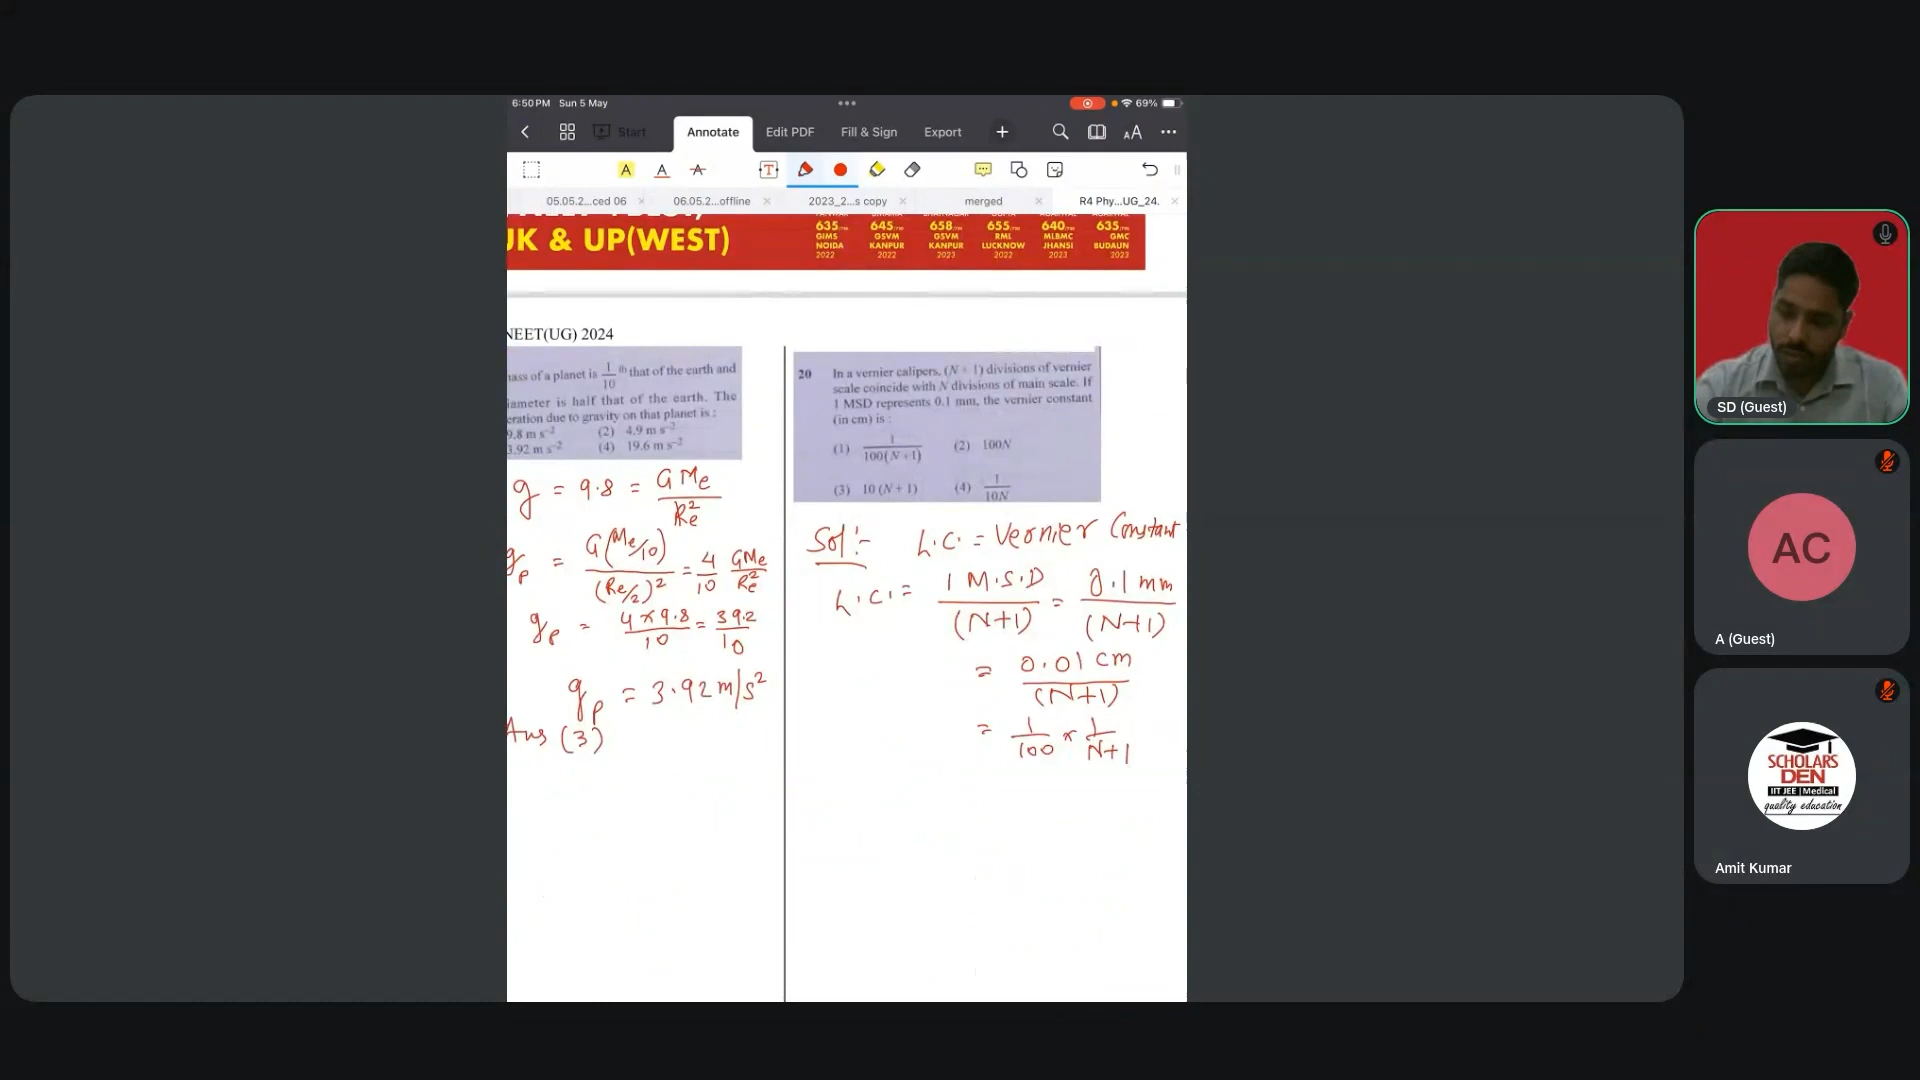 6:50 PM Sun 5 May
69%
Start
Annotate
Edit PDF
Fill & Sign
Export
05.05.2...ced 06
06.05.2...offline
2023_2...s copy
merged
R4 Phy...UG_24.
UK & UP(WEST)
635 645 658 655 640 635
GIMS GSVM GSVM RML MLBMC GMC
NOIDA KANPUR KANPUR LUCKNOW JHANSI BUDAUN
2022 2022 2023 2022 2023 2023
NEET(UG) 2024
mass of a planet is 1/10 th that of the earth and
diameter is half that of the earth. The
eration due to gravity on that planet is :
9.8 m s⁻² (2) 4.9 m s⁻²
3.92 m s⁻² (4) 19.6 m s⁻²
g = 9.8 = GMe/Re²
gp = G(Me/10)/(Re/2)² = 4/10 GMe/Re²
gp = 4×9.8/10 = 39.2/10
gp = 3.92 m/s²
Ans (3)
20 In a vernier calipers, (N + 1) divisions of vernier
scale coincide with N divisions of main scale. If
1 MSD represents 0.1 mm, the vernier constant
(in cm) is :
(1) 1/100(N+1) (2) 100N
(3) 10 (N + 1) (4) 1/10N
Sol:- L.C. = Vernier Constant
L.C. = 1 M.S.D/(N+1) = 0.1 mm/(N+1)
= 0.01 cm/(N+1)
= 1/100 × 1/N+1
SD (Guest)
AC
A (Guest)
SCHOLARS
DEN
IIT JEE | Medical
quality education
Amit Kumar